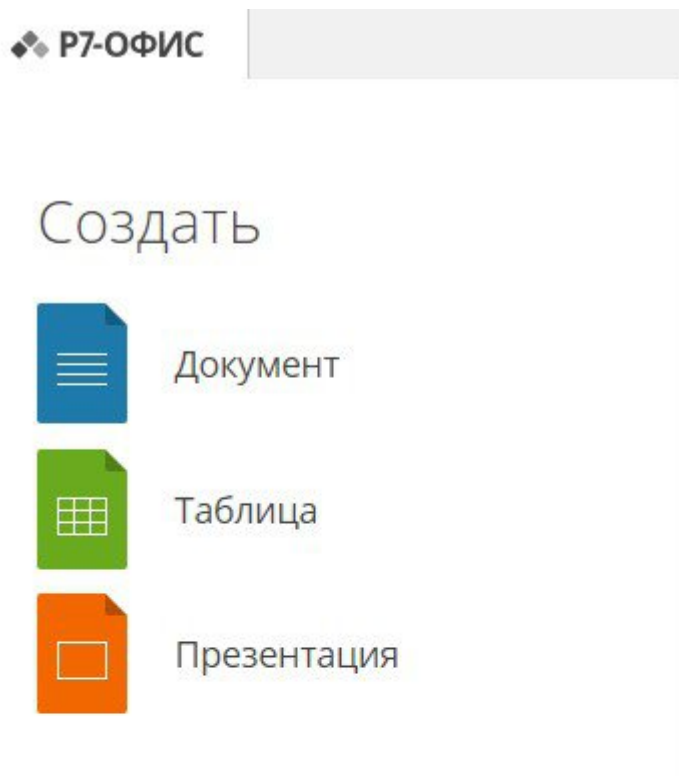 Р7-ОФИС
Создать
Документ
Таблица
Презентация